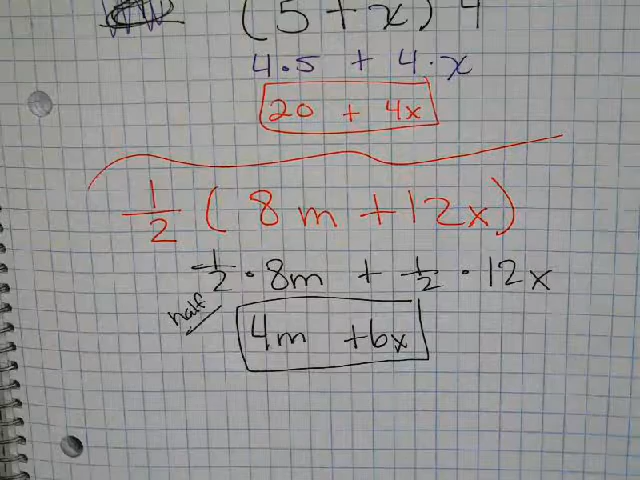 (5 + x) 4
4·5 + 4·x
20 + 4x
1/2 (8m + 12x)
1/2 · 8m + 1/2 · 12x
half
4m + 6x